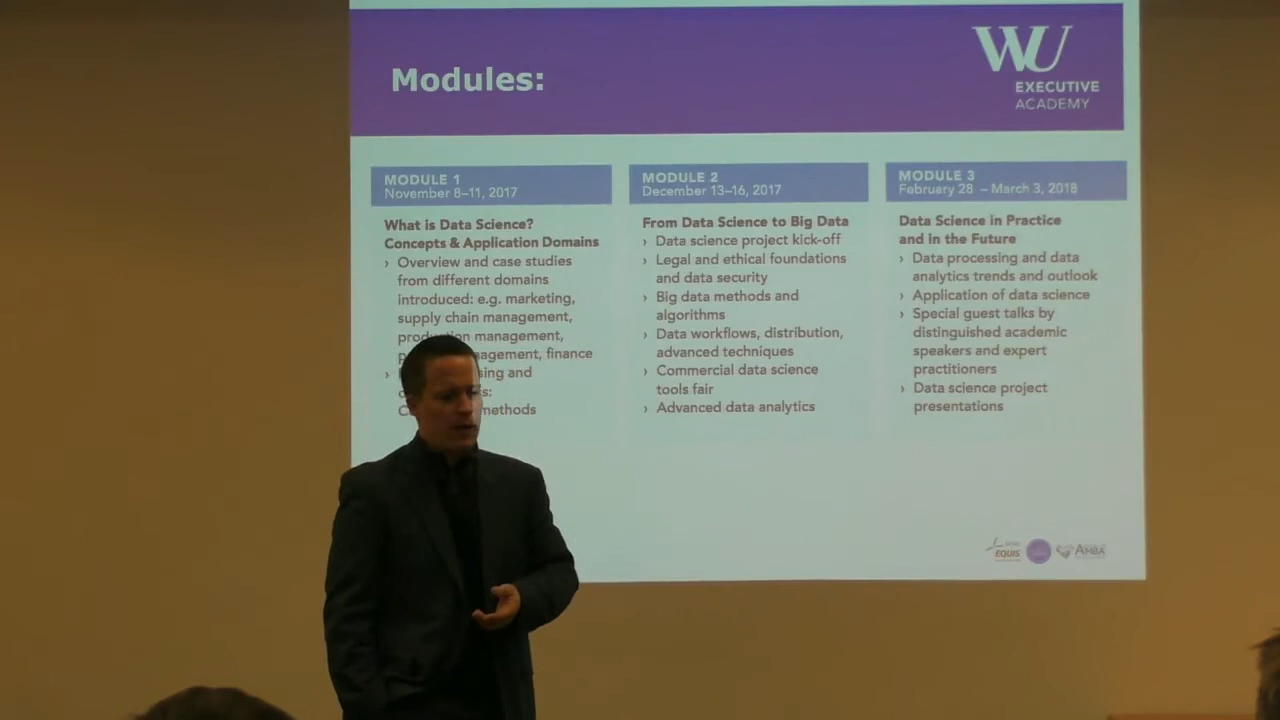 Modules:
WU
EXECUTIVE
ACADEMY
MODULE 1
November 8–11, 2017
What is Data Science?
Concepts & Application Domains
› Overview and case studies
from different domains
introduced: e.g. marketing,
supply chain management,
production management,
management, finance
› and
methods
MODULE 2
December 13–16, 2017
From Data Science to Big Data
› Data science project kick-off
› Legal and ethical foundations
and data security
› Big data methods and
algorithms
› Data workflows, distribution,
advanced techniques
› Commercial data science
tools fair
› Advanced data analytics
MODULE 3
February 28 – March 3, 2018
Data Science in Practice
and in the Future
› Data processing and data
analytics trends and outlook
› Application of data science
› Special guest talks by
distinguished academic
speakers and expert
practitioners
› Data science project
presentations
EQUIS
AMBA